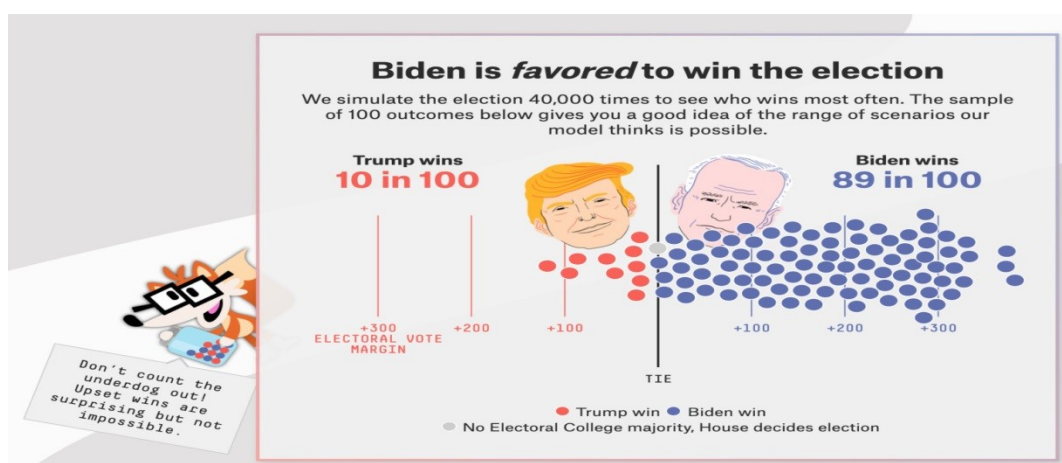 Biden is favored to win the election
We simulate the election 40,000 times to see who wins most often. The sample
of 100 outcomes below gives you a good idea of the range of scenarios our
model thinks is possible.
Trump wins
10 in 100
Biden wins
89 in 100
+300
ELECTORAL VOTE
MARGIN
+200
+100
+100
+200
+300
TIE
Don't count the
underdog out!
Upset wins are
surprising but not
impossible.
Trump win
Biden win
No Electoral College majority, House decides election